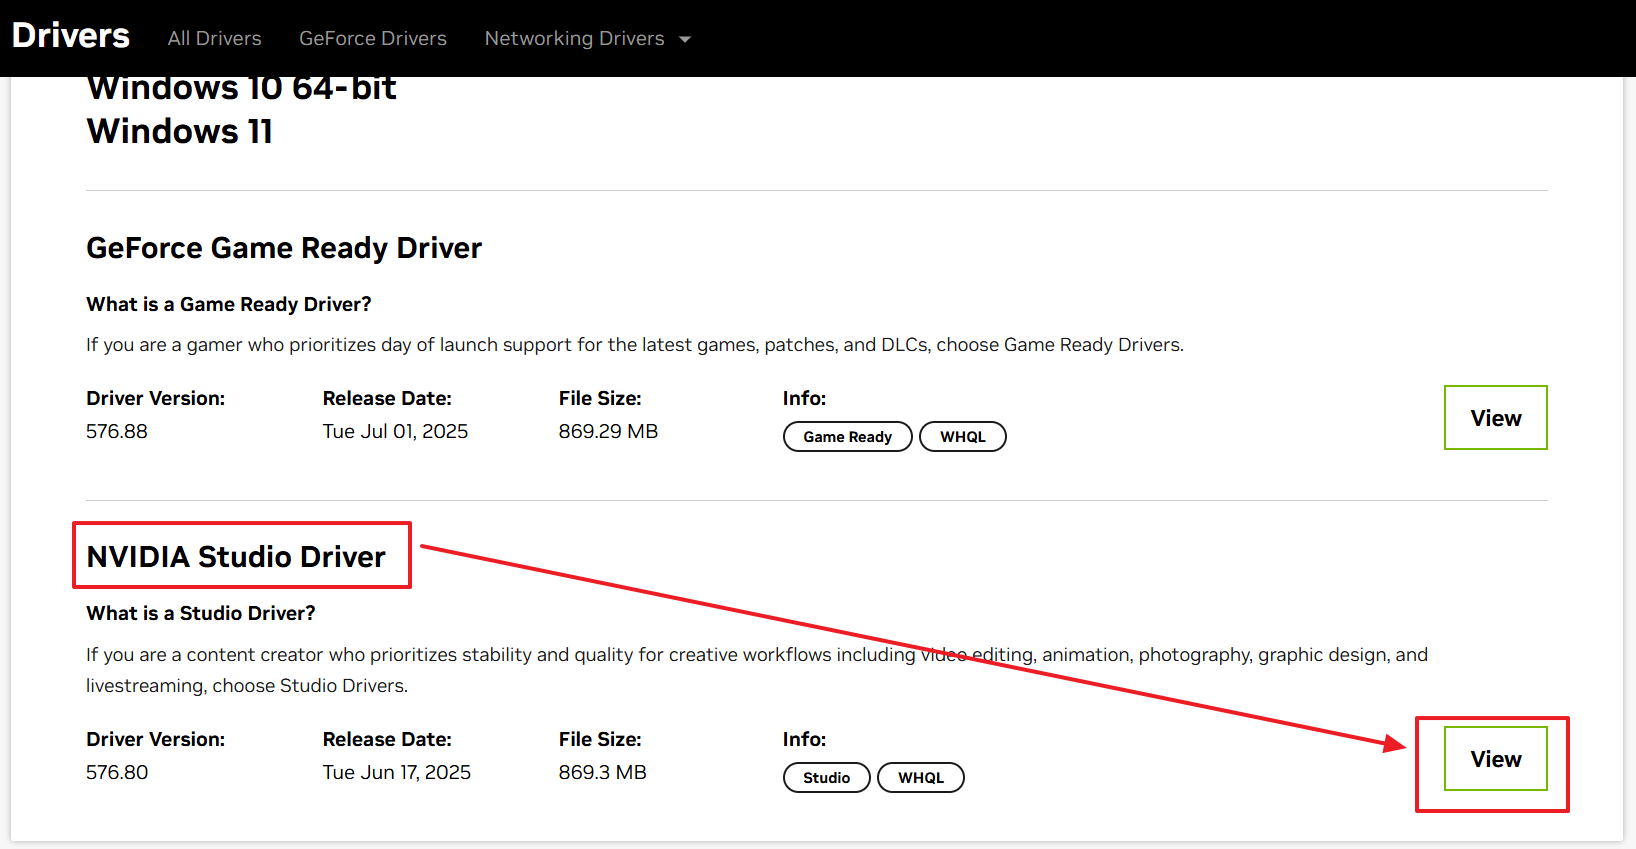 Drivers All Drivers GeForce Drivers Networking Drivers
Windows 10 64-bit
Windows 11
GeForce Game Ready Driver
What is a Game Ready Driver?
If you are a gamer who prioritizes day of launch support for the latest games, patches, and DLCs, choose Game Ready Drivers.
Driver Version: Release Date: File Size: Info:
576.88 Tue Jul 01, 2025 869.29 MB Game Ready WHQL View
NVIDIA Studio Driver
What is a Studio Driver?
If you are a content creator who prioritizes stability and quality for creative workflows including video editing, animation, photography, graphic design, and
livestreaming, choose Studio Drivers.
Driver Version: Release Date: File Size: Info:
576.80 Tue Jun 17, 2025 869.3 MB Studio WHQL View